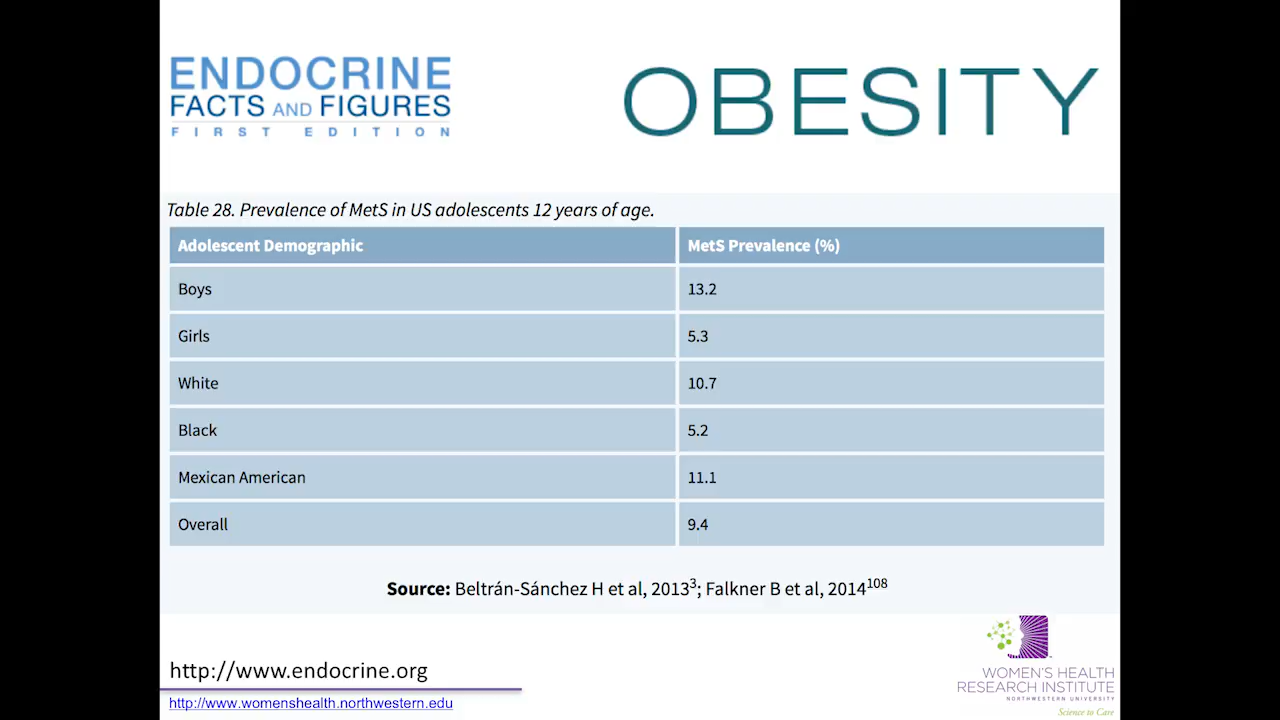 ENDOCRINE
FACTS AND FIGURES
FIRST EDITION
OBESITY
Table 28. Prevalence of MetS in US adolescents 12 years of age.
Adolescent Demographic MetS Prevalence (%)
Boys 13.2
Girls 5.3
White 10.7
Black 5.2
Mexican American 11.1
Overall 9.4
Source: Beltrán-Sánchez H et al, 2013³; Falkner B et al, 2014¹⁰⁸
http://www.endocrine.org
http://www.womenshealth.northwestern.edu
WOMEN'S HEALTH
RESEARCH INSTITUTE
NORTHWESTERN UNIVERSITY
Science to Care